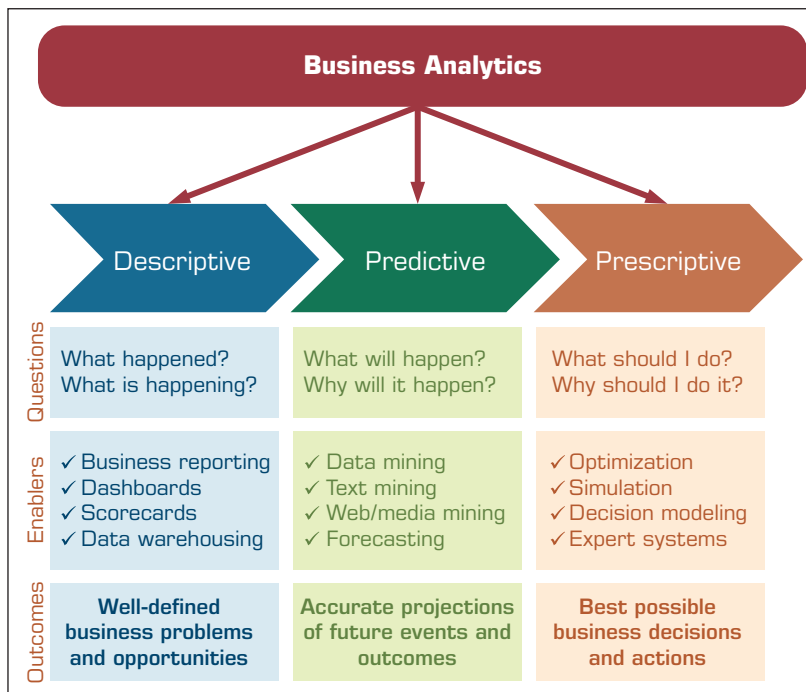 Business Analytics
Descriptive
Predictive
Prescriptive
Questions
What happened?
What is happening?
What will happen?
Why will it happen?
What should I do?
Why should I do it?
Enablers
✓ Business reporting
✓ Dashboards
✓ Scorecards
✓ Data warehousing
✓ Data mining
✓ Text mining
✓ Web/media mining
✓ Forecasting
✓ Optimization
✓ Simulation
✓ Decision modeling
✓ Expert systems
Outcomes
Well-defined
business problems
and opportunities
Accurate projections
of future events and
outcomes
Best possible
business decisions
and actions